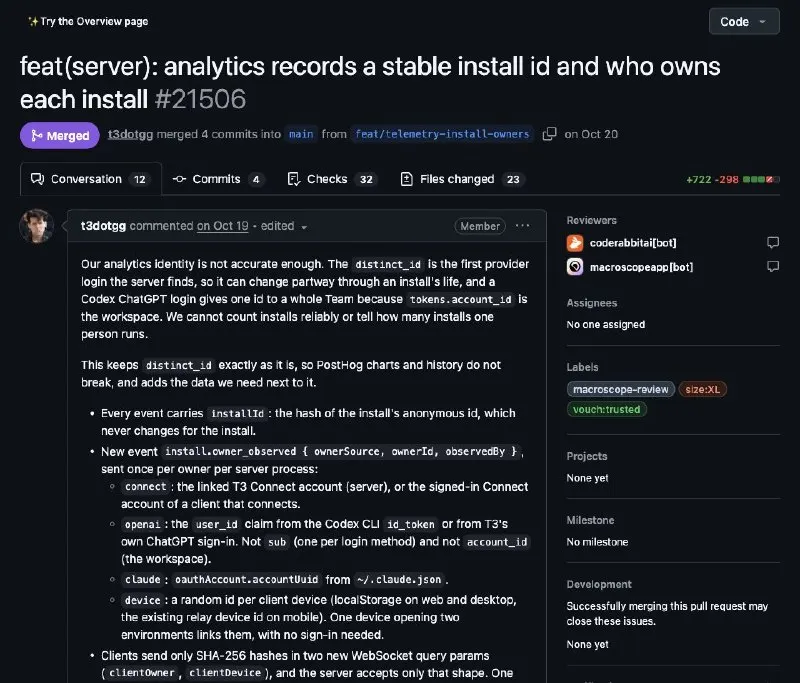 ✨Try the Overview page
Code
feat(server): analytics records a stable install id and who owns
each install #21506
Merged
t3dotgg merged 4 commits into main from feat/telemetry-install-owners on Oct 20
Conversation 12
Commits 4
Checks 32
Files changed 23
+722 -298
t3dotgg commented on Oct 19 · edited
Member
Our analytics identity is not accurate enough. The distinct_id is the first provider
login the server finds, so it can change partway through an install's life, and a
Codex ChatGPT login gives one id to a whole Team because tokens.account_id is
the workspace. We cannot count installs reliably or tell how many installs one
person runs.
This keeps distinct_id exactly as it is, so PostHog charts and history do not
break, and adds the data we need next to it.
• Every event carries installId: the hash of the install's anonymous id, which
never changes for the install.
• New event install.owner_observed { ownerSource, ownerId, observedBy },
sent once per owner per server process:
◦ connect: the linked T3 Connect account (server), or the signed-in Connect
account of a client that connects.
◦ openai: the user_id claim from the Codex CLI id_token or from T3's
own ChatGPT sign-in. Not sub (one per login method) and not account_id
(the workspace).
◦ claude: oauthAccount.accountUuid from ~/.claude.json.
◦ device: a random id per client device (localStorage on web and desktop,
the existing relay device id on mobile). One device opening two
environments links them, with no sign-in needed.
• Clients send only SHA-256 hashes in two new WebSocket query params
(clientOwner, clientDevice), and the server accepts only that shape. One
Reviewers
coderabbitai[bot]
macroscopeapp[bot]
Assignees
No one assigned
Labels
macroscope-review
size:XL
vouch:trusted
Projects
None yet
Milestone
No milestone
Development
Successfully merging this pull request may
close these issues.
None yet